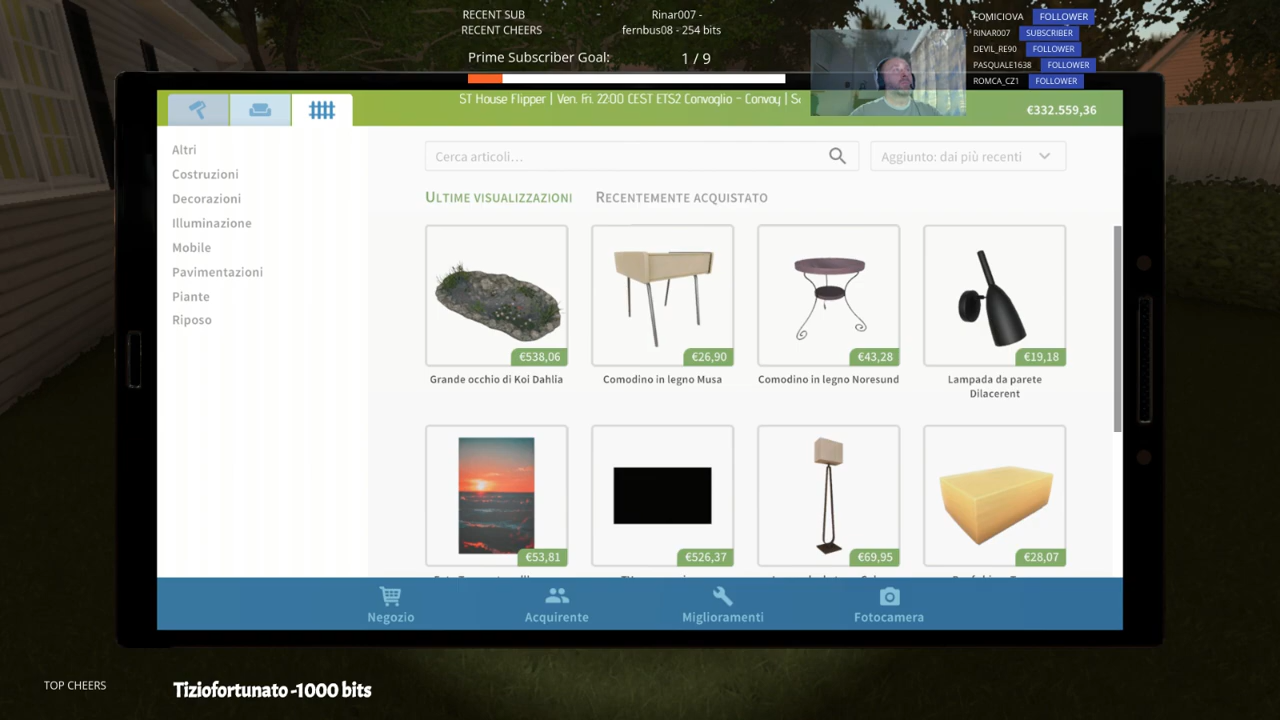 RECENT SUB
Rinar007 -
RECENT CHEERS
fernbus08 - 254 bits
Prime Subscriber Goal:
1 / 9
FOMICIOVA FOLLOWER
RINAR007 SUBSCRIBER
DEVIL_RE90 FOLLOWER
PASQUALE1638 FOLLOWER
ROMCA_CZ1 FOLLOWER
ST House Flipper | Ven. Fri. 22:00 CEST ETS2 Convoglio - Convoy |
€332.559,36
Altri
Costruzioni
Decorazioni
Illuminazione
Mobile
Pavimentazioni
Piante
Riposo
Cerca articoli...
Aggiunto: dai più recenti
ULTIME VISUALIZZAZIONI
RECENTEMENTE ACQUISTATO
€538,06
Grande occhio di Koi Dahlia
€26,90
Comodino in legno Musa
€43,28
Comodino in legno Noresund
€19,18
Lampada da parete
Dilacerent
€53,81
€526,37
€69,95
€28,07
Negozio
Acquirente
Miglioramenti
Fotocamera
TOP CHEERS
Tiziofortunato -1000 bits